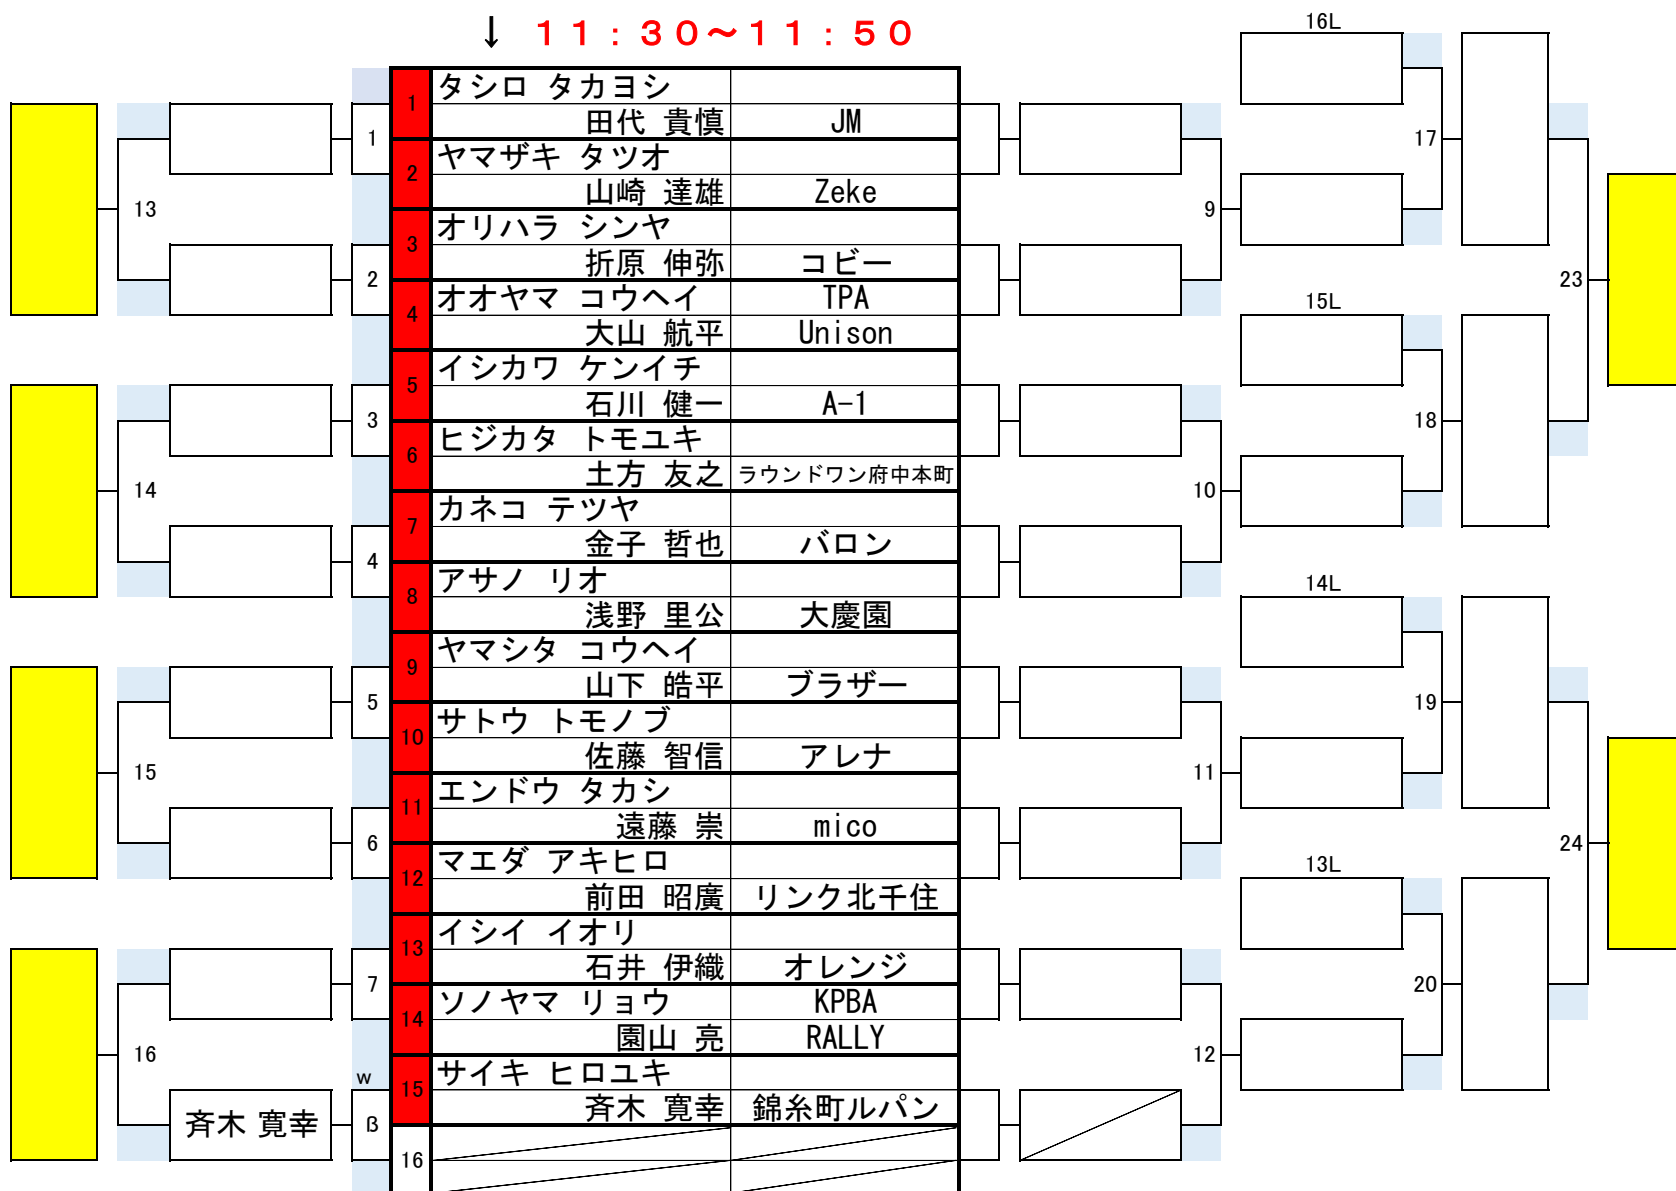 ↓ １１：３０～１１：５０
16L
1 タシロ タカヨシ
田代 貴慎 JM
1
17
2 ヤマザキ タツオ
山崎 達雄 Zeke
13
9
3 オリハラ シンヤ
折原 伸弥 コビー
2
23
4 オオヤマ コウヘイ TPA
大山 航平 Unison
15L
5 イシカワ ケンイチ
石川 健一 A-1
3
18
6 ヒジカタ トモユキ
土方 友之 ラウンドワン府中本町
14
10
7 カネコ テツヤ
金子 哲也 バロン
4
8 アサノ リオ
浅野 里公 大慶園
14L
9 ヤマシタ コウヘイ
山下 皓平 ブラザー
5
19
10 サトウ トモノブ
佐藤 智信 アレナ
15
11
11 エンドウ タカシ
遠藤 崇 mico
6
24
12 マエダ アキヒロ
前田 昭廣 リンク北千住
13L
13 イシイ イオリ
石井 伊織 オレンジ
7
20
14 ソノヤマ リョウ KPBA
園山 亮 RALLY
16
12
w
15 サイキ ヒロユキ
斉木 寛幸 錦糸町ルパン
斉木 寛幸
ß
16